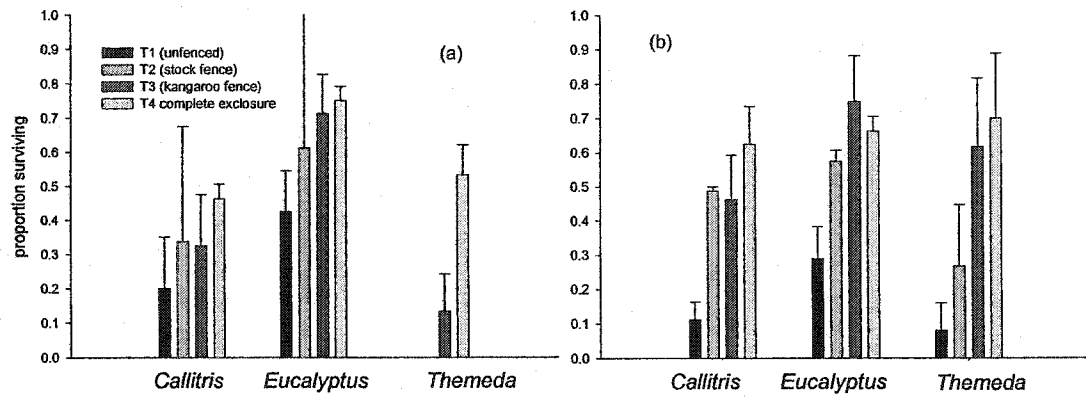 1.0
0.9
0.8
0.7
0.6
0.5
0.4
0.3
0.2
0.1
0.0
proportion surviving
T1 (unfenced)
T2 (stock fence)
T3 (kangaroo fence)
T4 complete exclosure
(a)
Callitris Eucalyptus Themeda
1.0
0.9
0.8
0.7
0.6
0.5
0.4
0.3
0.2
0.1
0.0
(b)
Callitris Eucalyptus Themeda